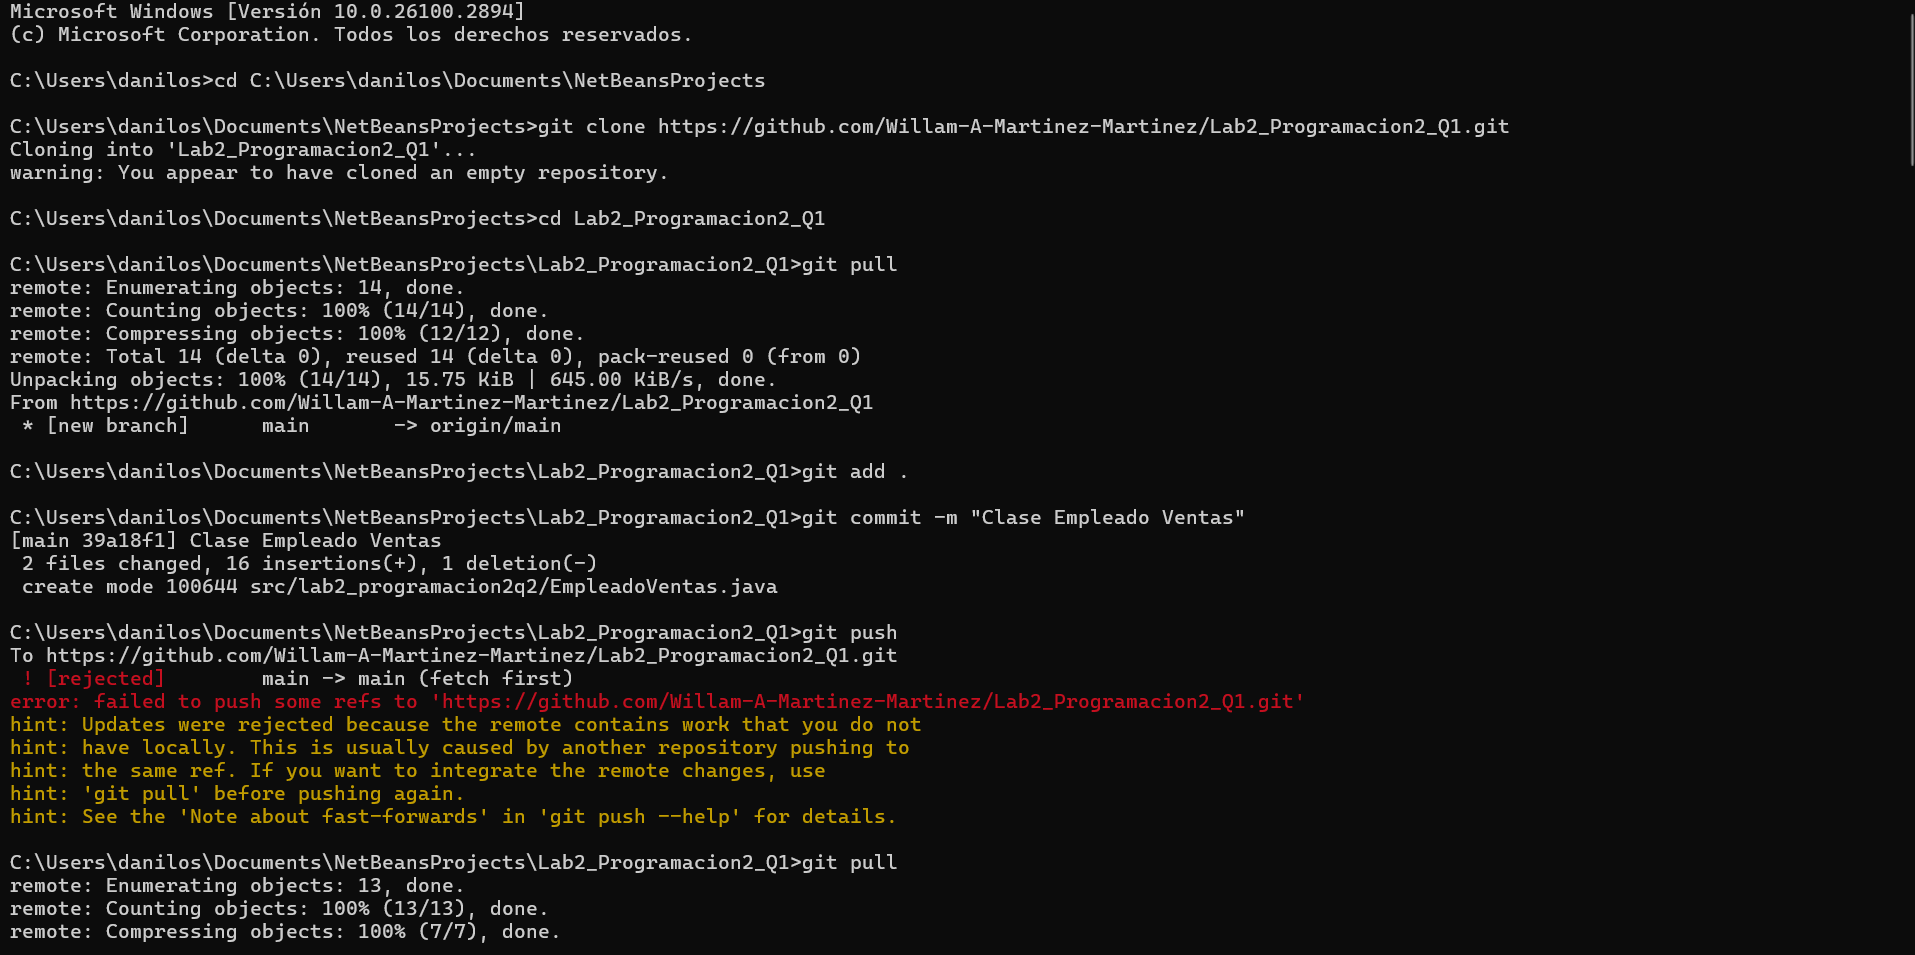 Microsoft Windows [Versión 10.0.26100.2894]
(c) Microsoft Corporation. Todos los derechos reservados.
C:\Users\danilos>cd C:\Users\danilos\Documents\NetBeansProjects
C:\Users\danilos\Documents\NetBeansProjects>git clone https://github.com/Willam-A-Martinez-Martinez/Lab2_Programacion2_Q1.git
Cloning into 'Lab2_Programacion2_Q1'...
warning: You appear to have cloned an empty repository.
C:\Users\danilos\Documents\NetBeansProjects>cd Lab2_Programacion2_Q1
C:\Users\danilos\Documents\NetBeansProjects\Lab2_Programacion2_Q1>git pull
remote: Enumerating objects: 14, done.
remote: Counting objects: 100% (14/14), done.
remote: Compressing objects: 100% (12/12), done.
remote: Total 14 (delta 0), reused 14 (delta 0), pack-reused 0 (from 0)
Unpacking objects: 100% (14/14), 15.75 KiB | 645.00 KiB/s, done.
From https://github.com/Willam-A-Martinez-Martinez/Lab2_Programacion2_Q1
 * [new branch]      main       -> origin/main
C:\Users\danilos\Documents\NetBeansProjects\Lab2_Programacion2_Q1>git add .
C:\Users\danilos\Documents\NetBeansProjects\Lab2_Programacion2_Q1>git commit -m "Clase Empleado Ventas"
[main 39a18f1] Clase Empleado Ventas
 2 files changed, 16 insertions(+), 1 deletion(-)
 create mode 100644 src/lab2_programacion2q2/EmpleadoVentas.java
C:\Users\danilos\Documents\NetBeansProjects\Lab2_Programacion2_Q1>git push
To https://github.com/Willam-A-Martinez-Martinez/Lab2_Programacion2_Q1.git
 ! [rejected]        main -> main (fetch first)
error: failed to push some refs to 'https://github.com/Willam-A-Martinez-Martinez/Lab2_Programacion2_Q1.git'
hint: Updates were rejected because the remote contains work that you do not
hint: have locally. This is usually caused by another repository pushing to
hint: the same ref. If you want to integrate the remote changes, use
hint: 'git pull' before pushing again.
hint: See the 'Note about fast-forwards' in 'git push --help' for details.
C:\Users\danilos\Documents\NetBeansProjects\Lab2_Programacion2_Q1>git pull
remote: Enumerating objects: 13, done.
remote: Counting objects: 100% (13/13), done.
remote: Compressing objects: 100% (7/7), done.